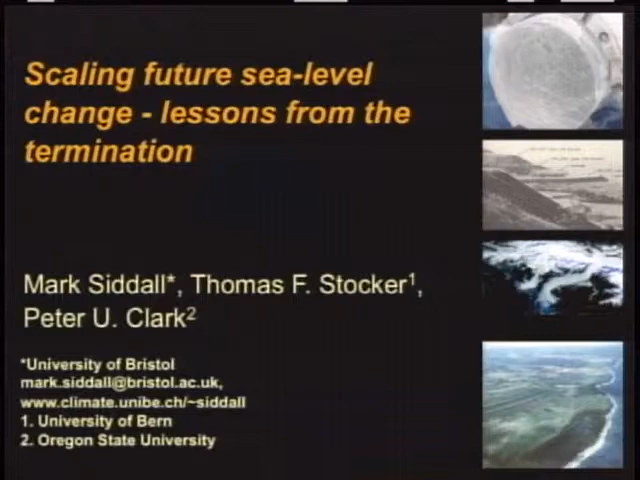 Scaling future sea-level
change - lessons from the
termination
Mark Siddall*, Thomas F. Stocker¹,
Peter U. Clark²
*University of Bristol
mark.siddall@bristol.ac.uk,
www.climate.unibe.ch/~siddall
1. University of Bern
2. Oregon State University